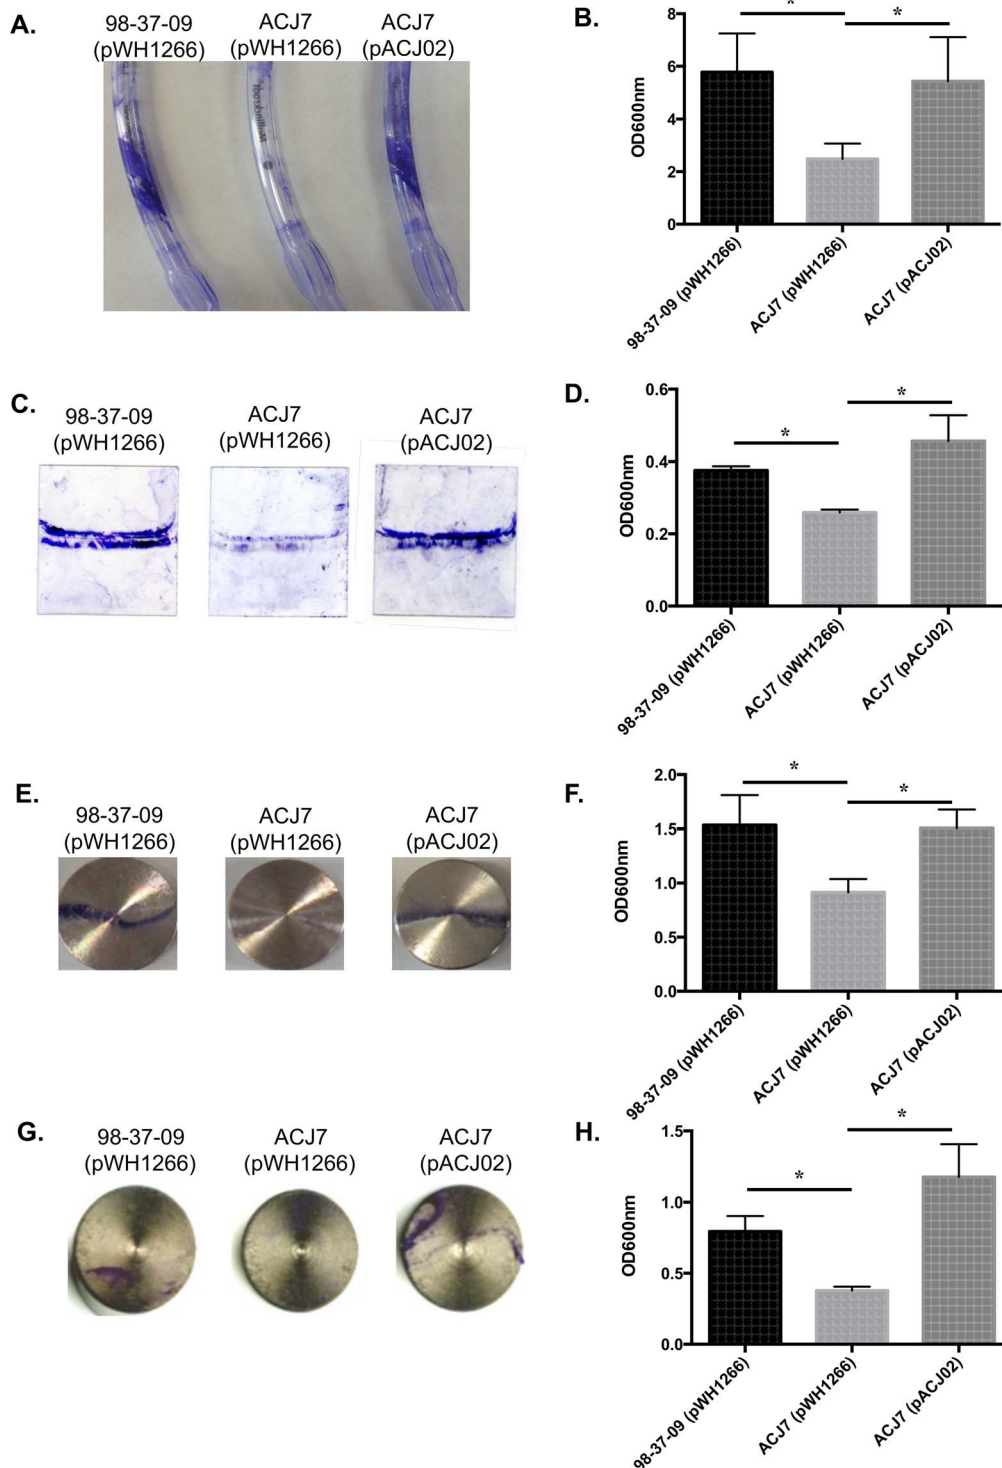 A.
98-37-09
(pWH1266)
ACJ7
(pWH1266)
ACJ7
(pACJ02)
B.
OD600nm
8
6
4
2
0
*
*
98-37-09 (pWH1266)
ACJ7 (pWH1266)
ACJ7 (pACJ02)
C.
98-37-09
(pWH1266)
ACJ7
(pWH1266)
ACJ7
(pACJ02)
D.
OD600nm
0.6
0.4
0.2
0.0
*
*
98-37-09 (pWH1266)
ACJ7 (pWH1266)
ACJ7 (pACJ02)
E.
98-37-09
(pWH1266)
ACJ7
(pWH1266)
ACJ7
(pACJ02)
F.
OD600nm
2.0
1.5
1.0
0.5
0.0
*
*
98-37-09 (pWH1266)
ACJ7 (pWH1266)
ACJ7 (pACJ02)
G.
98-37-09
(pWH1266)
ACJ7
(pWH1266)
ACJ7
(pACJ02)
H.
OD600nm
1.5
1.0
0.5
0.0
*
*
98-37-09 (pWH1266)
ACJ7 (pWH1266)
ACJ7 (pACJ02)